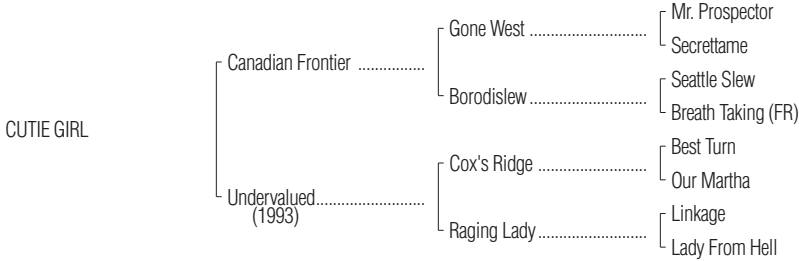 Mr. Prospector
Gone West ............................
Secrettame
Canadian Frontier ................
Seattle Slew
Borodislew............................
Breath Taking (FR)
CUTIE GIRL
Best Turn
Cox's Ridge ..........................
Our Martha
Undervalued..........................
(1993)
Linkage
Raging Lady..........................
Lady From Hell